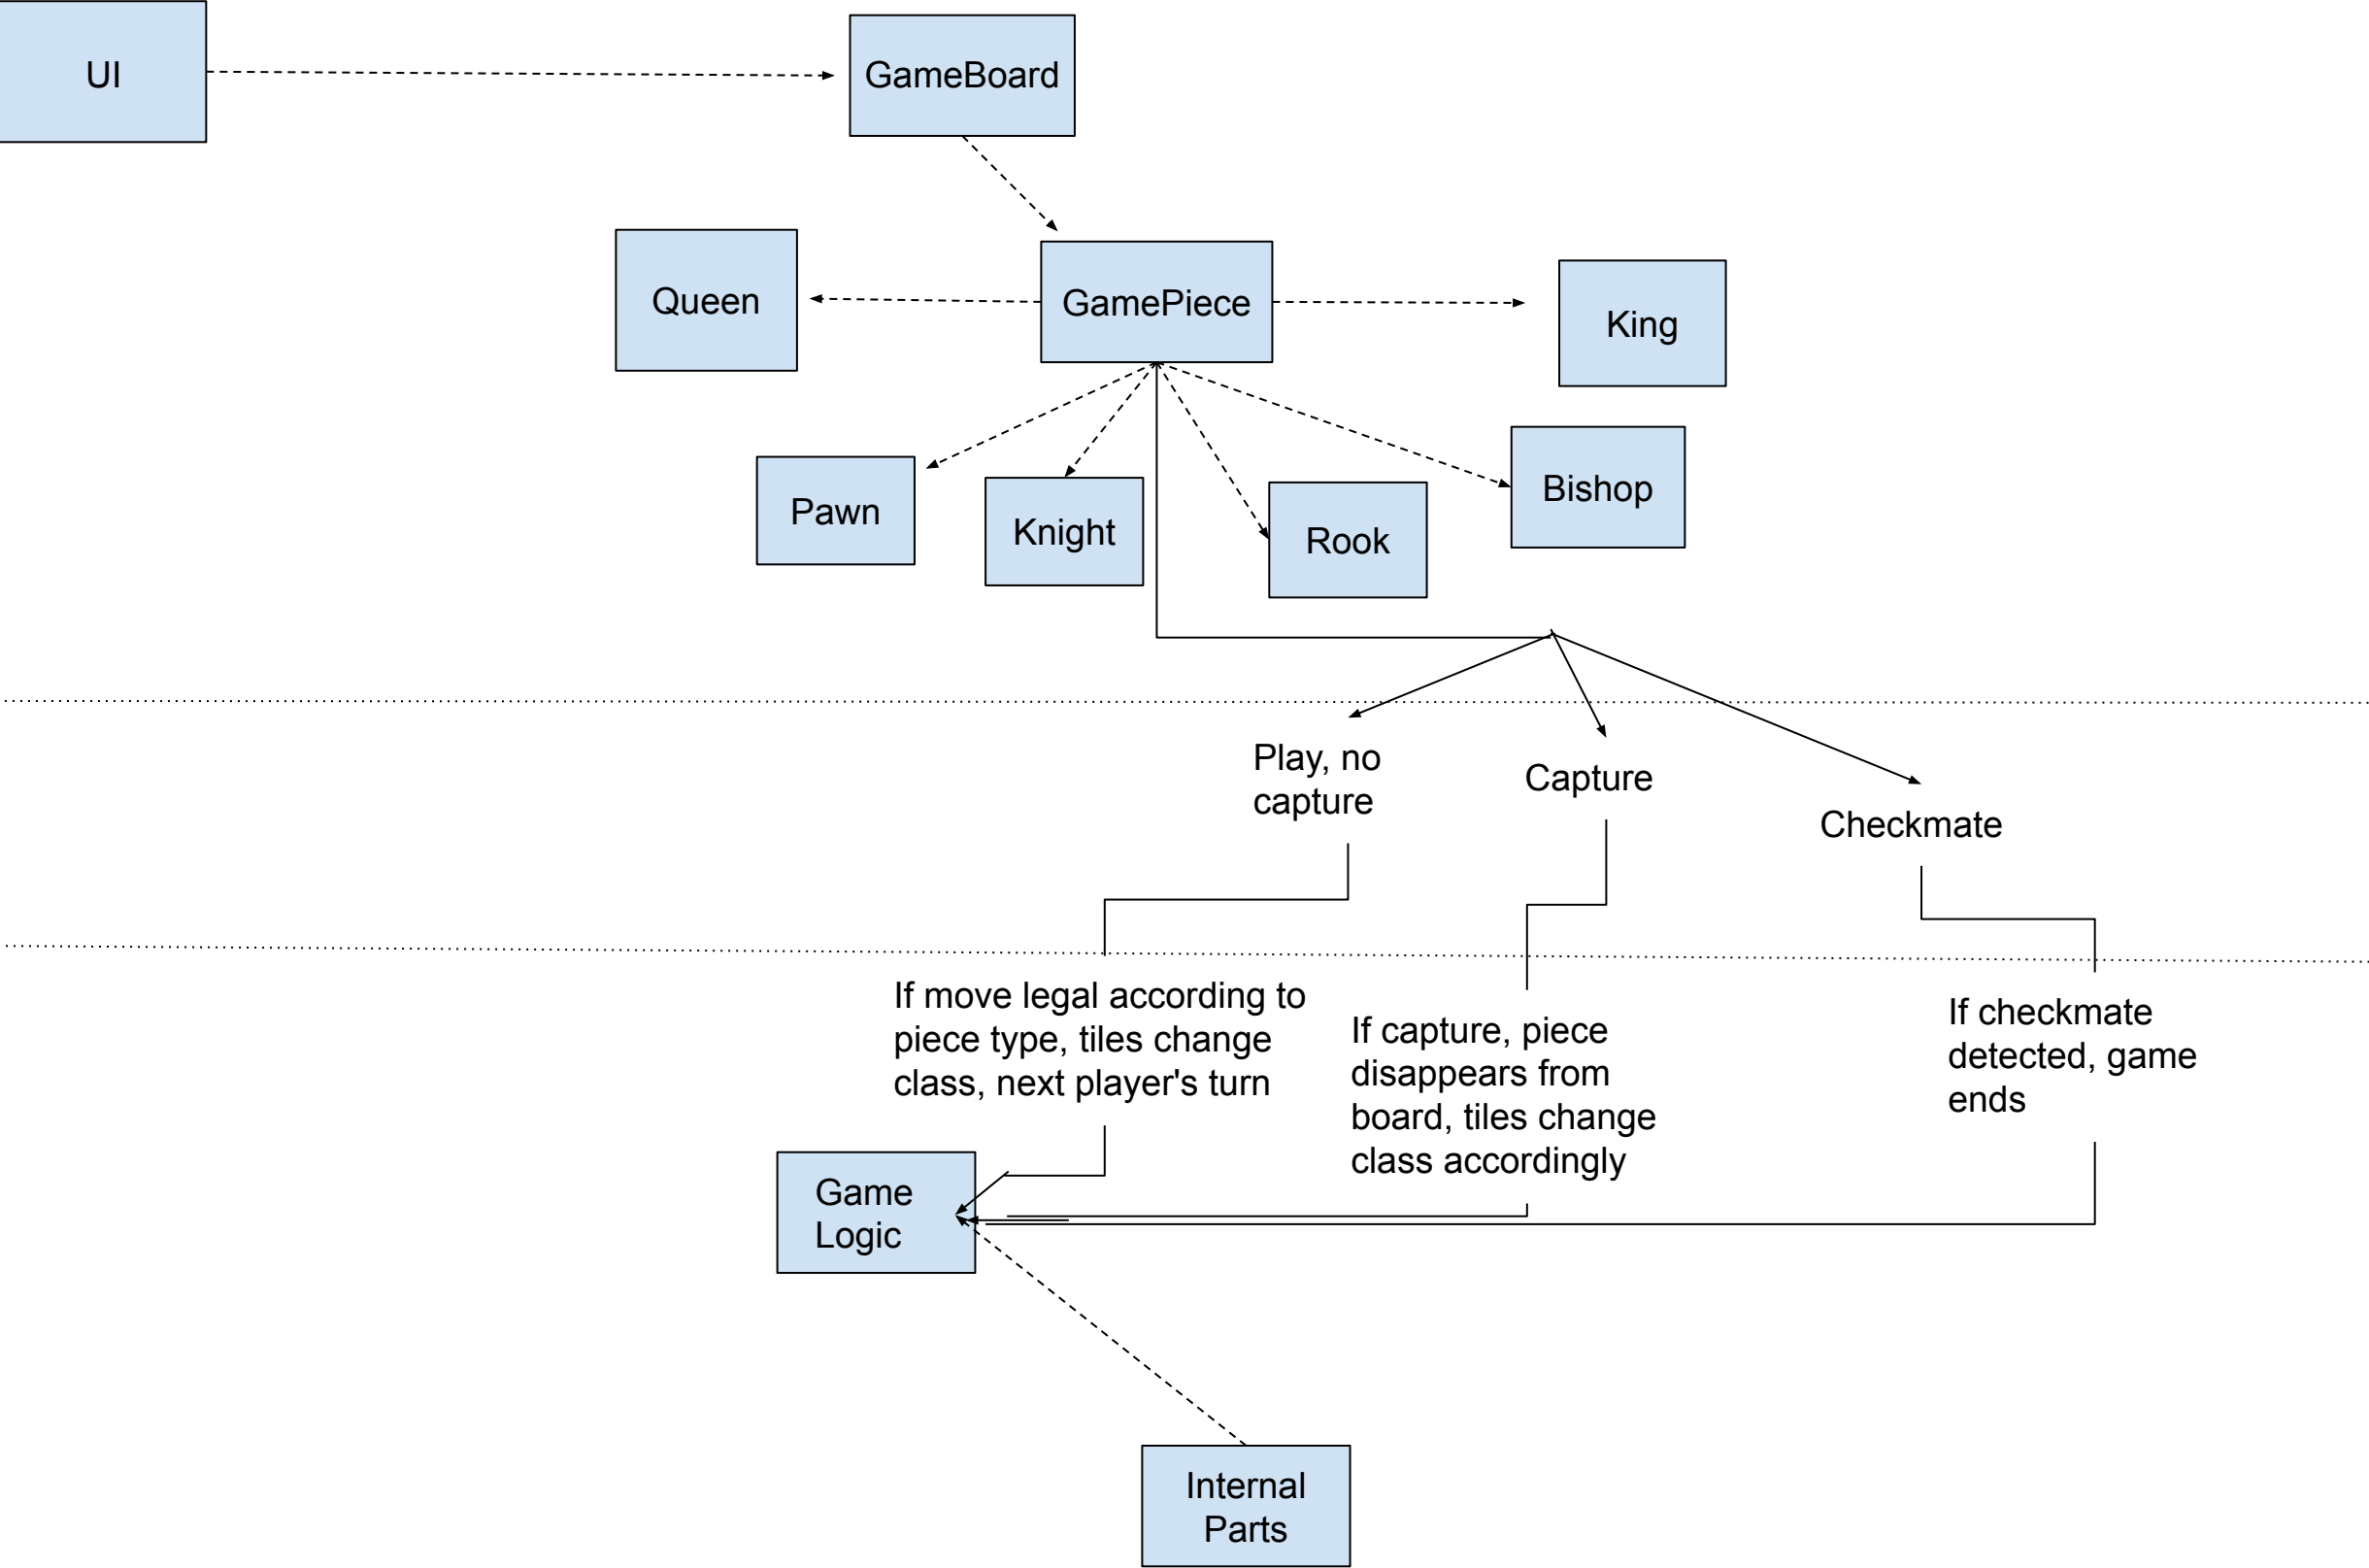 UI
GameBoard
Queen
GamePiece
King
Pawn
Knight
Rook
Bishop
Play, no
capture
Capture
Checkmate
If move legal according to
piece type, tiles change
class, next player's turn
If capture, piece
disappears from
board, tiles change
class accordingly
If checkmate
detected, game
ends
Game
Logic
Internal
Parts